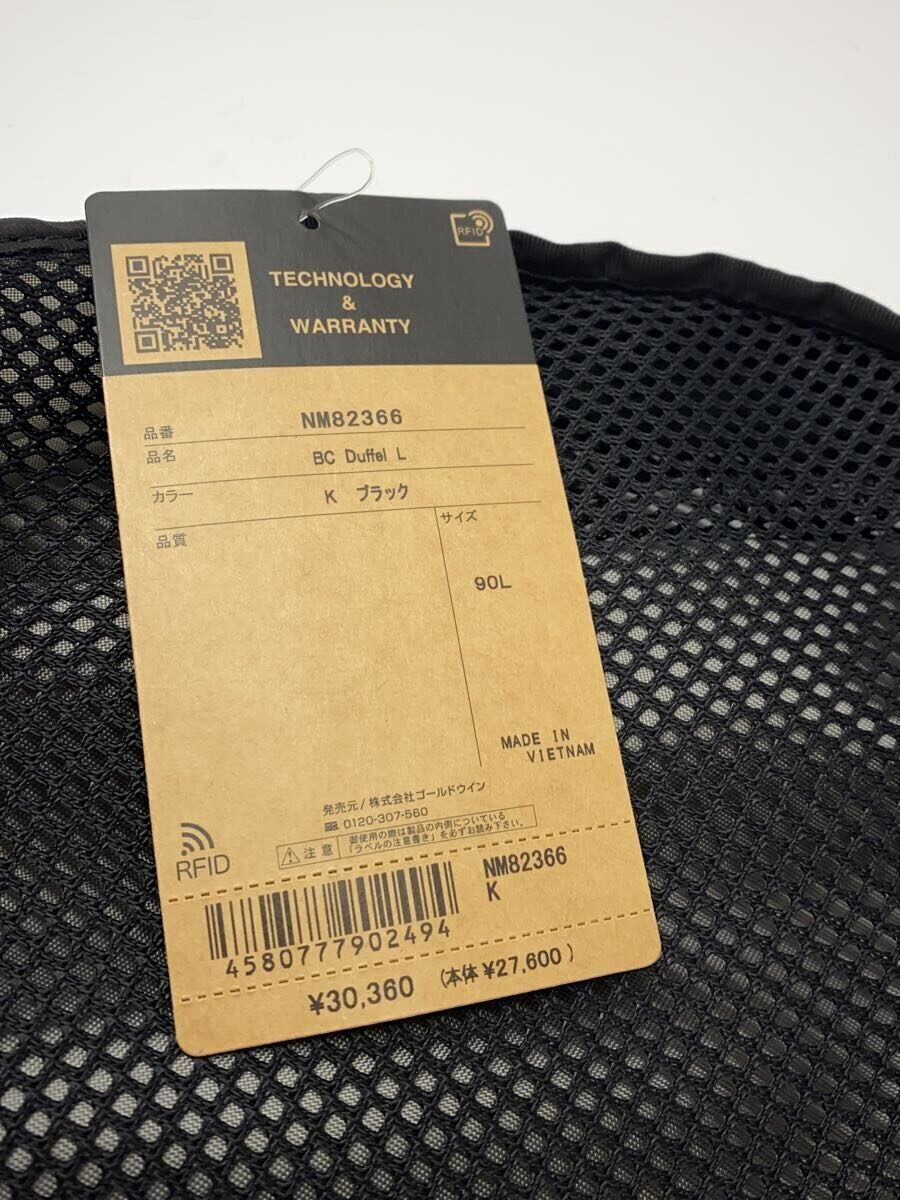 RFID
TECHNOLOGY
&
WARRANTY
品番 NM82366
品名 BC Duffel L
カラー K ブラック
品質
サイズ
90L
MADE IN
VIETNAM
発売元/株式会社ゴールドウイン
0120-307-560
注意
御使用の際は製品の内側についている
「ラベルの注意書き」を必ずお読み下さい。
RFID
NM82366
K
4580777902494
¥30,360 (本体 ¥27,600 )